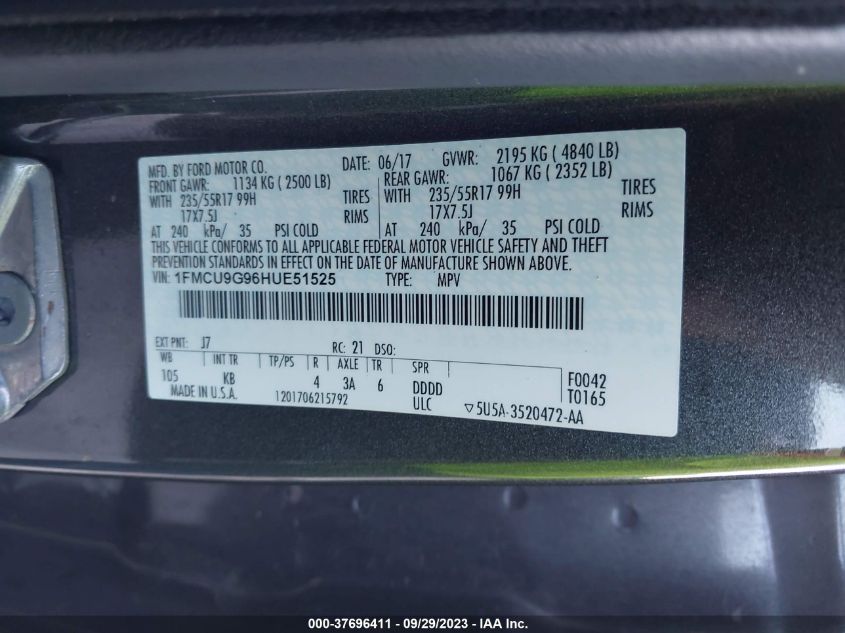 MFD. BY FORD MOTOR CO. DATE: 06/17 GVWR: 2195 KG ( 4840 LB)
FRONT GAWR: 1134 KG ( 2500 LB) REAR GAWR: 1067 KG ( 2352 LB)
WITH 235/55R17 99H TIRES WITH 235/55R17 99H TIRES
17X7.5J RIMS 17X7.5J RIMS
AT 240 kPa/ 35 PSI COLD AT 240 kPa/ 35 PSI COLD
THIS VEHICLE CONFORMS TO ALL APPLICABLE FEDERAL MOTOR VEHICLE SAFETY AND THEFT
PREVENTION STANDARDS IN EFFECT ON THE DATE OF MANUFACTURE SHOWN ABOVE.
VIN: 1FMCU9G96HUE51525 TYPE: MPV
EXT PNT: J7 RC: 21 DSO:
WB INT TR TP/PS R AXLE TR SPR
105 KB 4 3A 6 DDDD F0042
MADE IN U.S.A. 1201706215792 ULC T0165
▽5U5A-3520472-AA
000-37696411 - 09/29/2023 - IAA Inc.